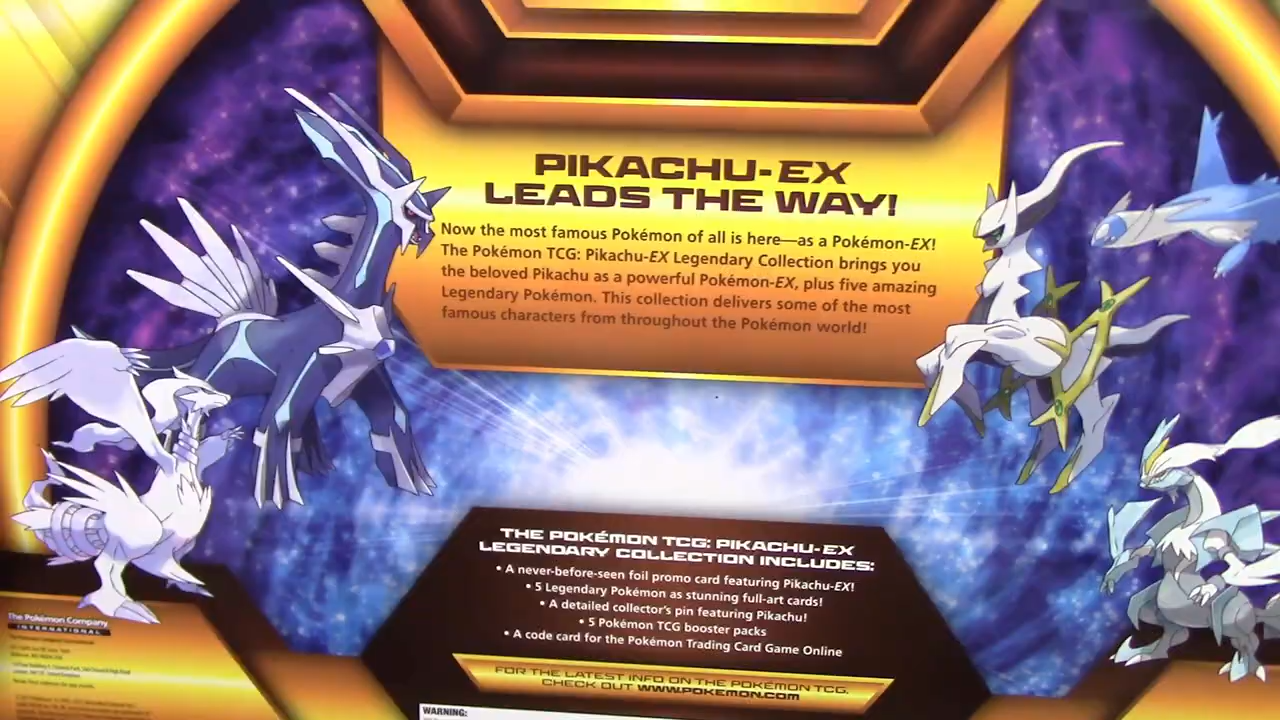 PIKACHU-EX
LEADS THE WAY!
Now the most famous Pokémon of all is here—as a Pokémon-EX!
The Pokémon TCG: Pikachu-EX Legendary Collection brings you
the beloved Pikachu as a powerful Pokémon-EX, plus five amazing
Legendary Pokémon. This collection delivers some of the most
famous characters from throughout the Pokémon world!
THE POKéMON TCG: PIKACHU-EX
LEGENDARY COLLECTION INCLUDES:
• A never-before-seen foil promo card featuring Pikachu-EX!
• 5 Legendary Pokémon as stunning full-art cards!
• A detailed collector's pin featuring Pikachu!
• 5 Pokémon TCG booster packs
• A code card for the Pokémon Trading Card Game Online
FOR THE LATEST INFO ON THE POKéMON TCG,
CHECK OUT WWW.POKEMON.COM
The Pokémon Company
INTERNATIONAL
WARNING: